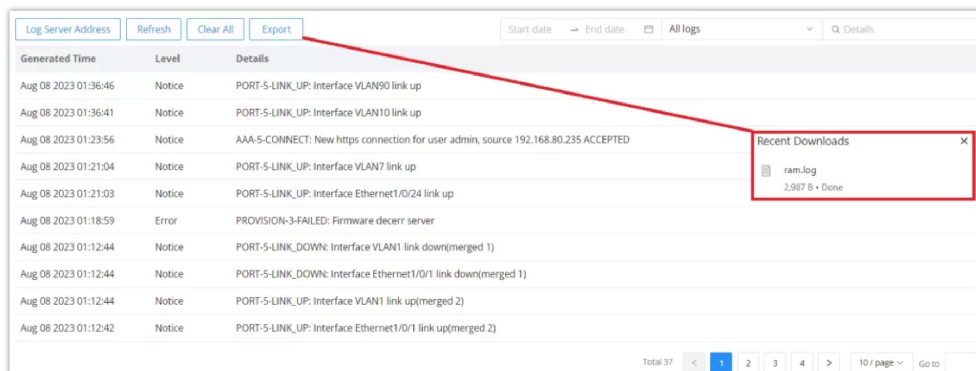 Log Server Address Refresh Clear All Export Start date End date All logs Details
Generated Time Level Details
Aug 08 2023 01:36:46 Notice PORT-5-LINK_UP: Interface VLAN90 link up
Aug 08 2023 01:36:41 Notice PORT-5-LINK_UP: Interface VLAN10 link up
Aug 08 2023 01:23:56 Notice AAA-5-CONNECT: New https connection for user admin, source 192.168.80.235 ACCEPTED
Recent Downloads
ram.log
2,987 B • Done
Aug 08 2023 01:21:04 Notice PORT-5-LINK_UP: Interface VLAN7 link up
Aug 08 2023 01:21:03 Notice PORT-5-LINK_UP: Interface Ethernet1/0/24 link up
Aug 08 2023 01:18:59 Error PROVISION-3-FAILED: Firmware decerr server
Aug 08 2023 01:12:44 Notice PORT-5-LINK_DOWN: Interface VLAN1 link down(merged 1)
Aug 08 2023 01:12:44 Notice PORT-5-LINK_DOWN: Interface Ethernet1/0/1 link down(merged 1)
Aug 08 2023 01:12:44 Notice PORT-5-LINK_UP: Interface VLAN1 link up(merged 2)
Aug 08 2023 01:12:42 Notice PORT-5-LINK_UP: Interface Ethernet1/0/1 link up(merged 2)
Total 37 < 1 2 3 4 > 10 / page Go to